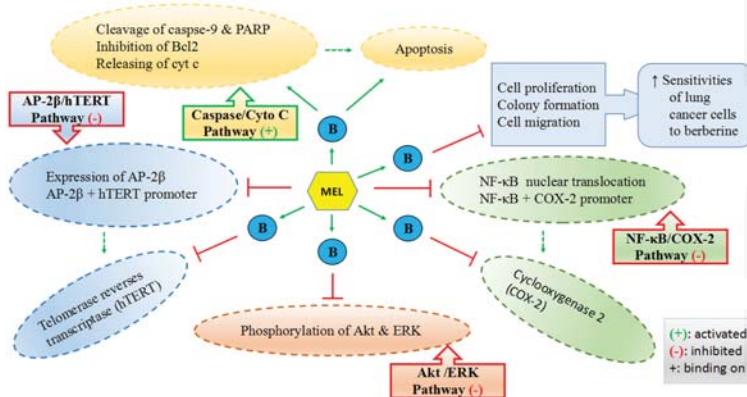 Cleavage of caspse-9 & PARP
Inhibition of Bcl2
Releasing of cyt c
Apoptosis
AP-2β/hTERT
Pathway (-)
Caspase/Cyto C
Pathway (+)
Cell proliferation
Colony formation
Cell migration
↑ Sensitivities
of lung
cancer cells
to berberine
B
B
Expression of AP-2β
AP-2β + hTERT promoter
MEL
NF-κB nuclear translocation
NF-κB + COX-2 promoter
B
B
B
NF-κB/COX-2
Pathway (-)
Telomerase reverses
transcriptase (hTERT)
Cyclooxygenase 2
(COX-2)
Phosphorylation of Akt & ERK
Akt /ERK
Pathway (-)
(+): activated
(-): inhibited
+: binding on